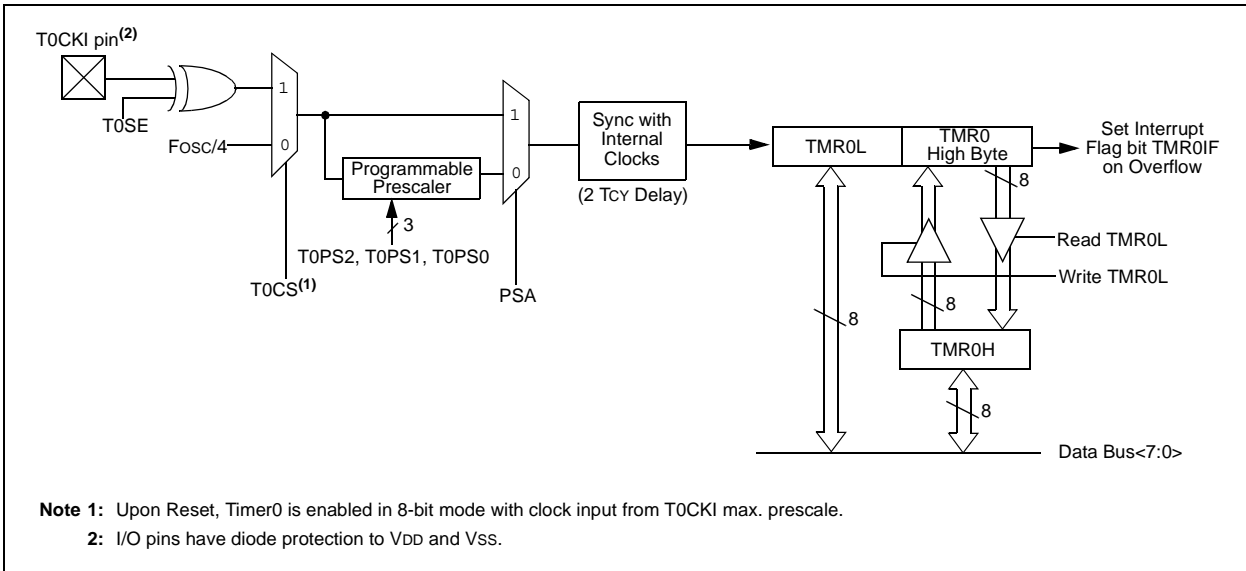 T0CKI pin(2)
T0SE
FOSC/4
1
0
T0CS(1)
Programmable
Prescaler
3
T0PS2, T0PS1, T0PS0
1
0
PSA
Sync with
Internal
Clocks
(2 TCY Delay)
TMR0L
TMR0
High Byte
Set Interrupt
Flag bit TMR0IF
on Overflow
8
Read TMR0L
Write TMR0L
8
8
TMR0H
8
Data Bus<7:0>
Note 1: Upon Reset, Timer0 is enabled in 8-bit mode with clock input from T0CKI max. prescale.
2: I/O pins have diode protection to VDD and VSS.